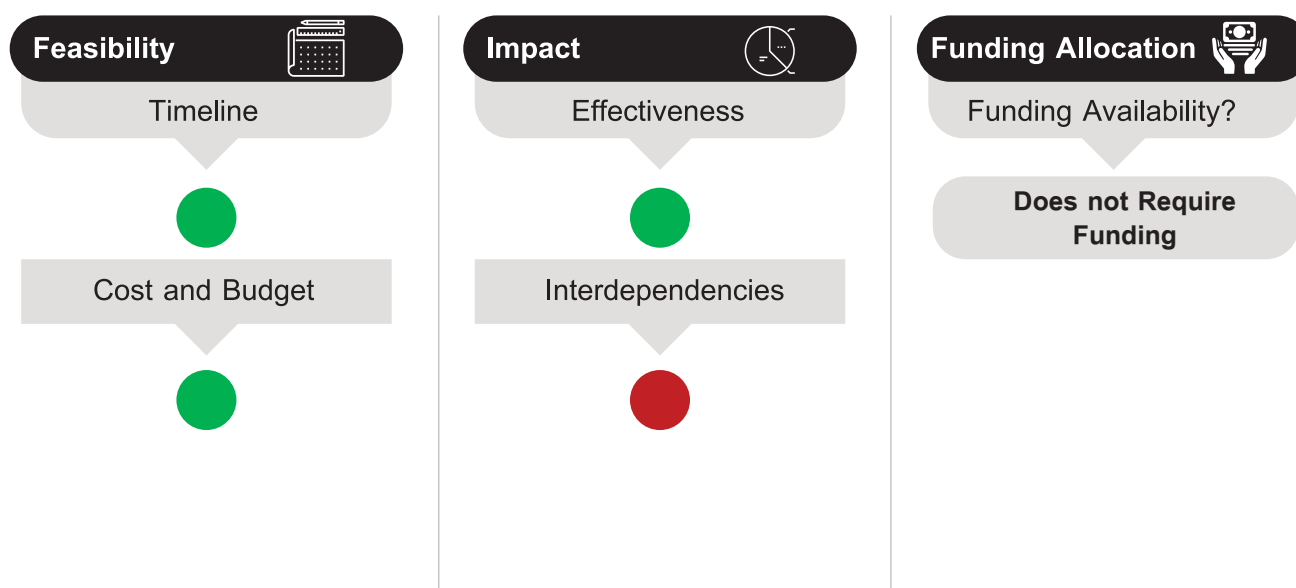 Feasibility
Timeline
Cost and Budget
Impact
Effectiveness
Interdependencies
Funding Allocation
Funding Availability?
Does not Require
Funding